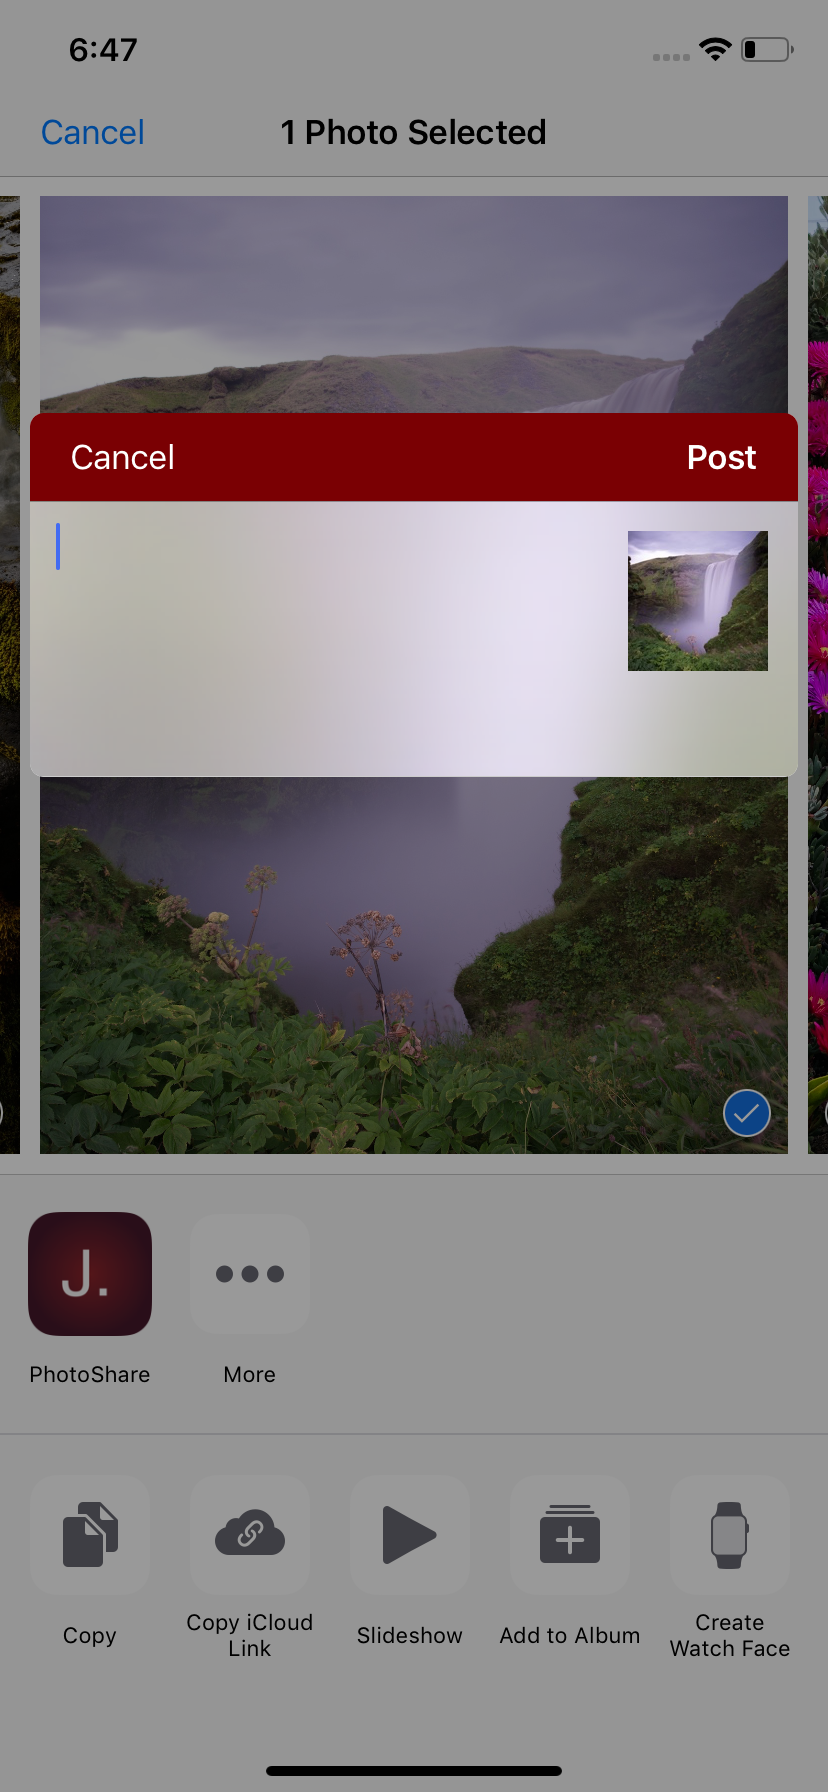 6:47
Cancel
1 Photo Selected
Cancel
Post
J.
PhotoShare
More
Copy
Copy iCloud
Link
Slideshow
Add to Album
Create
Watch Face